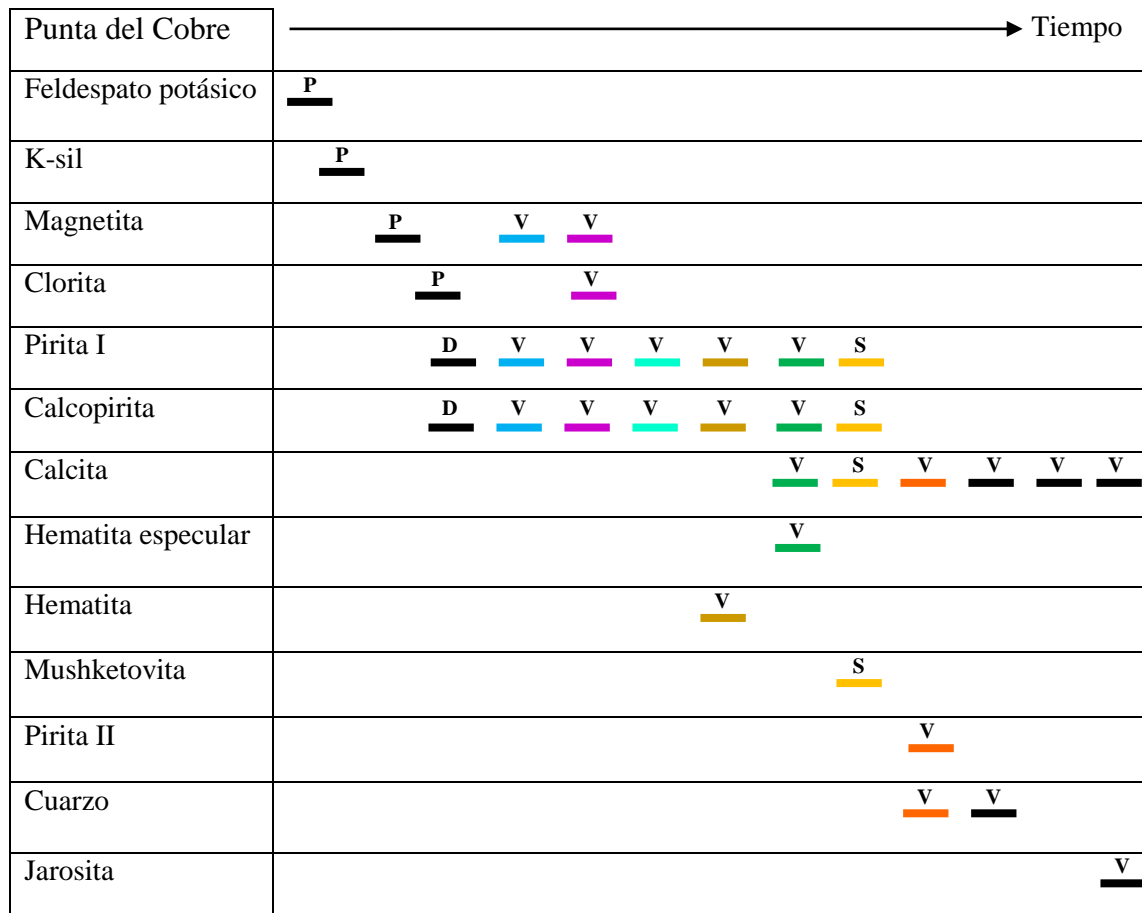 Punta del Cobre
Tiempo
Feldespato potásico
P
K-sil
P
Magnetita
P V V
Clorita
P V
Pirita I
D V V V V V S
Calcopirita
D V V V V V S
Calcita
V S V V V V
Hematita especular
V
Hematita
V
Mushketovita
S
Pirita II
V
Cuarzo
V V
Jarosita
V